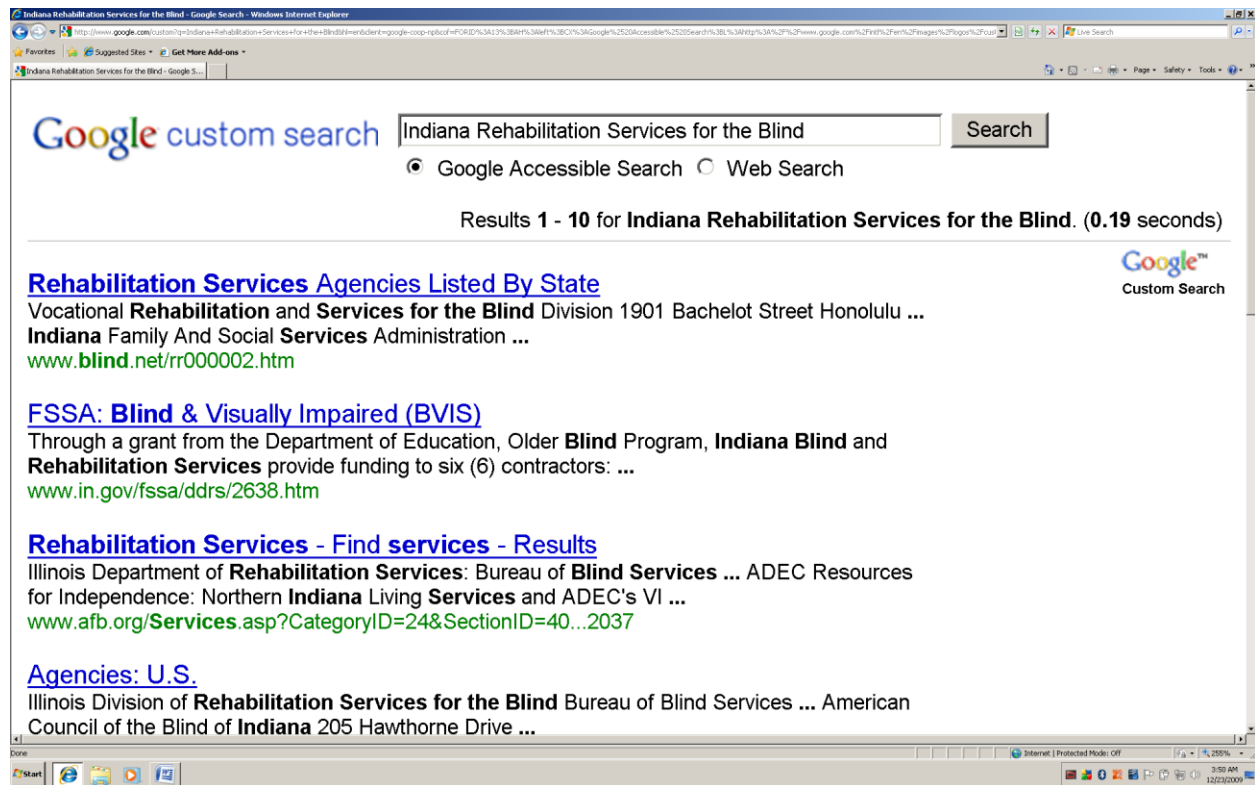 Indiana Rehabilitation Services for the Blind - Google Search - Windows Internet Explorer
Favorites Suggested Sites Get More Add-ons
Live Search
Indiana Rehabilitation Services for the Blind - Google S...
Page Safety Tools
Google custom search Indiana Rehabilitation Services for the Blind Search
Google Accessible Search Web Search
Results 1 - 10 for Indiana Rehabilitation Services for the Blind. (0.19 seconds)
Google™
Custom Search
Rehabilitation Services Agencies Listed By State
Vocational Rehabilitation and Services for the Blind Division 1901 Bachelot Street Honolulu ...
Indiana Family And Social Services Administration ...
www.blind.net/rr000002.htm
FSSA: Blind & Visually Impaired (BVIS)
Through a grant from the Department of Education, Older Blind Program, Indiana Blind and
Rehabilitation Services provide funding to six (6) contractors: ...
www.in.gov/fssa/ddrs/2638.htm
Rehabilitation Services - Find services - Results
Illinois Department of Rehabilitation Services: Bureau of Blind Services ... ADEC Resources
for Independence: Northern Indiana Living Services and ADEC's VI ...
www.afb.org/Services.asp?CategoryID=24&SectionID=40...2037
Agencies: U.S.
Illinois Division of Rehabilitation Services for the Blind Bureau of Blind Services ... American
Council of the Blind of Indiana 205 Hawthorne Drive ...
Done Internet | Protected Mode: Off 255%
Start 3:50 AM
12/23/2009